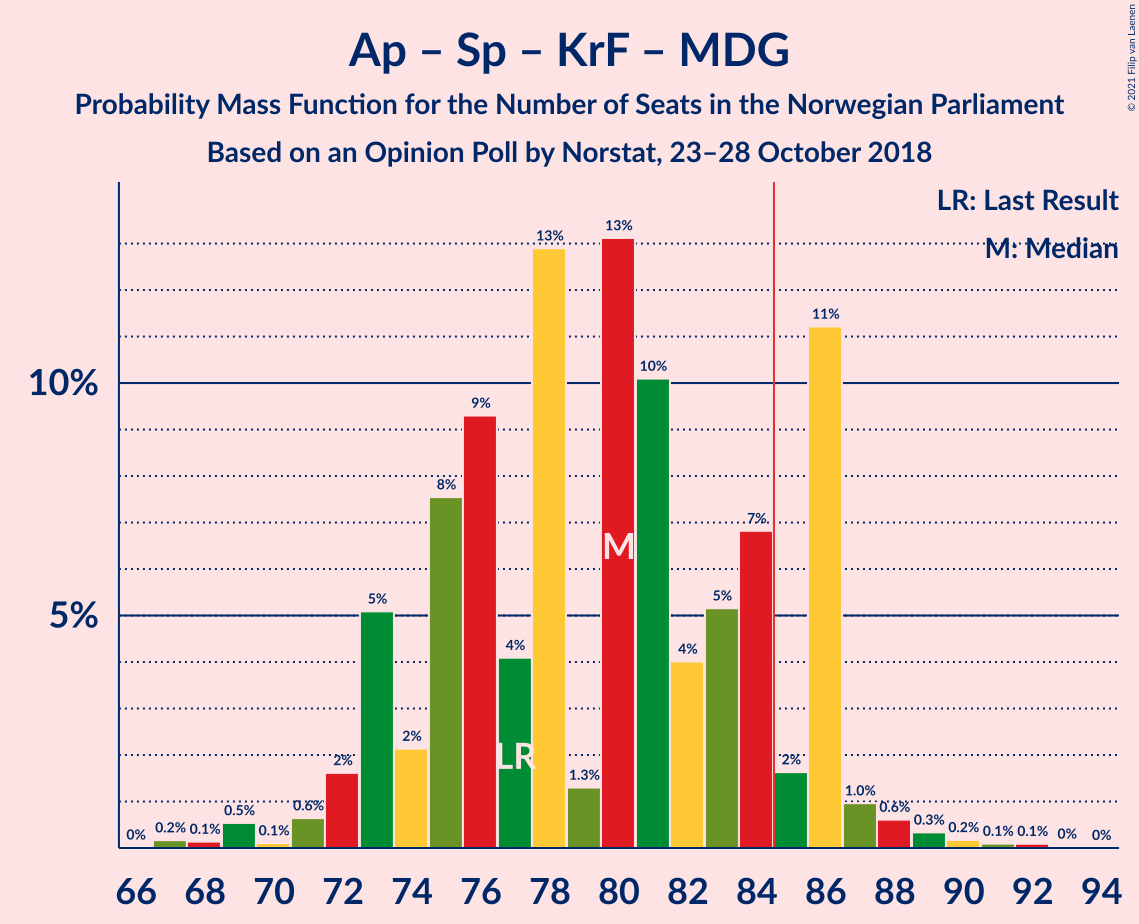 © 2021 Filip van Laenen
Ap – Sp – KrF – MDG
Probability Mass Function for the Number of Seats in the Norwegian Parliament
Based on an Opinion Poll by Norstat, 23–28 October 2018
LR: Last Result
M: Median
10%
5%
0% 0.2% 0.1% 0.5% 0.1% 0.6% 2% 5% 2% 8% 9% 4% 13% 1.3% 13% 10% 4% 5% 7% 2% 11% 1.0% 0.6% 0.3% 0.2% 0.1% 0.1% 0% 0%
M
LR
66 68 70 72 74 76 78 80 82 84 86 88 90 92 94